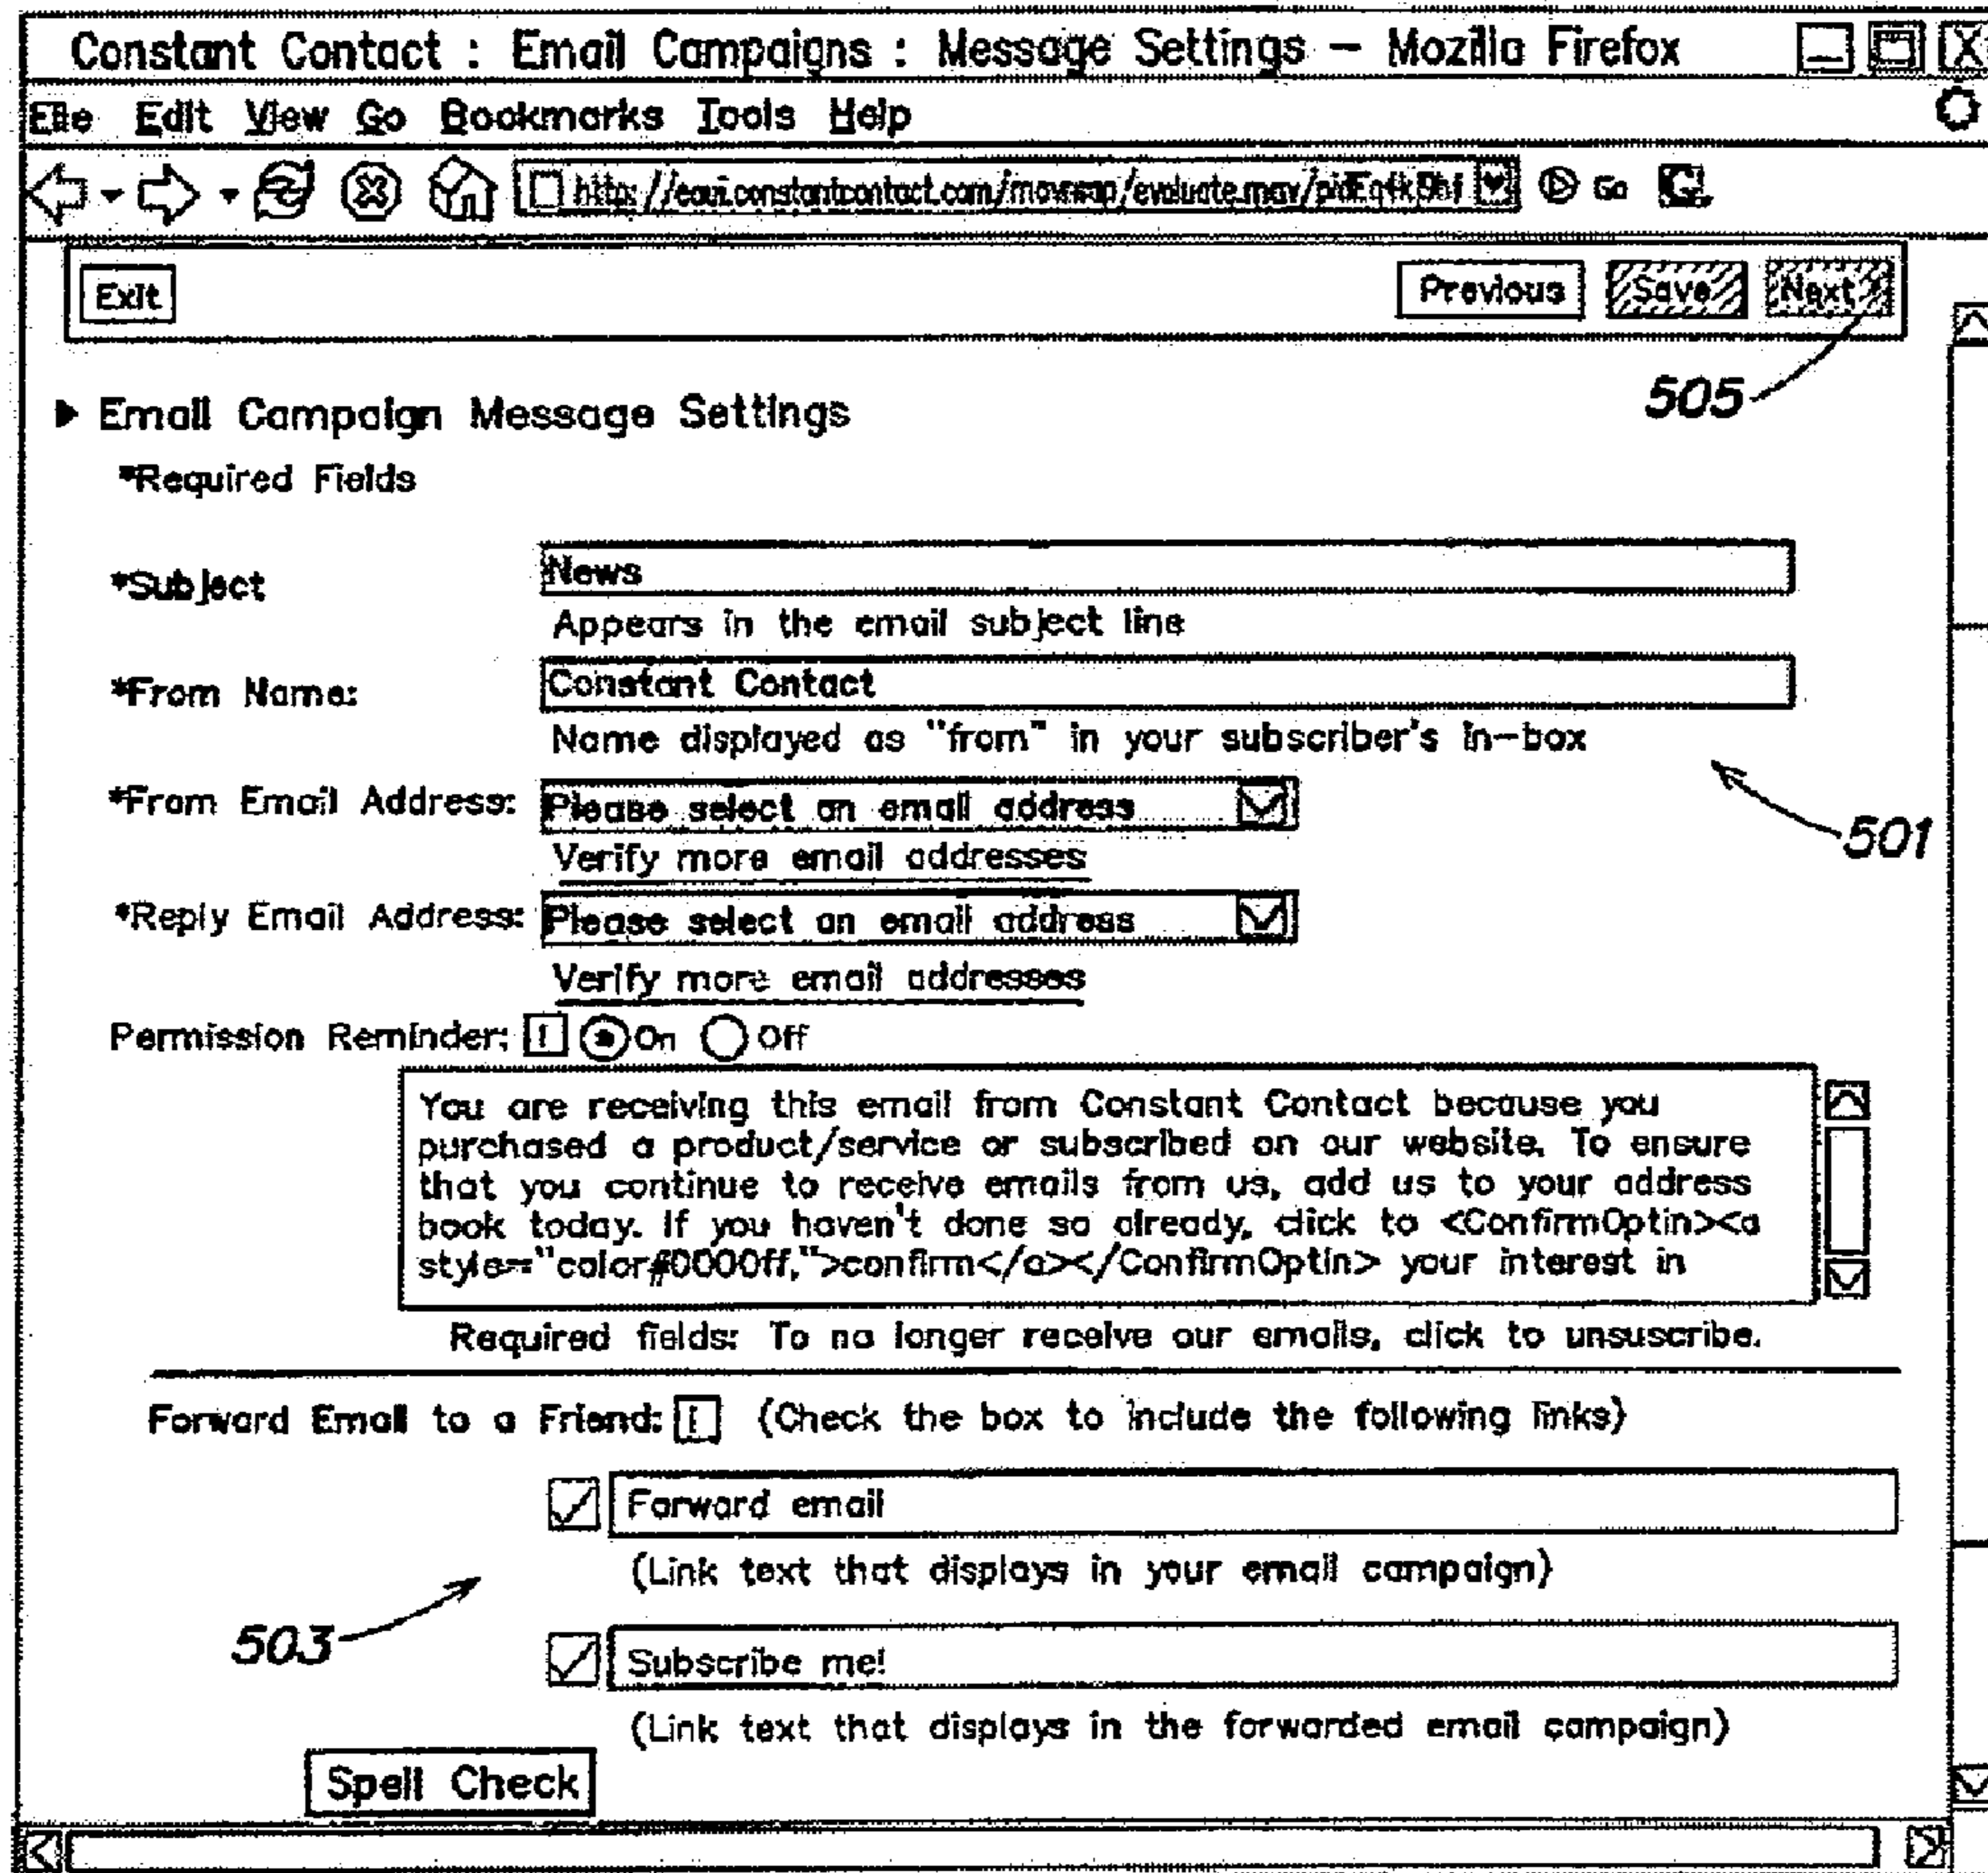 Constant Contact : Email Campaigns : Message Settings — Mozilla Firefox
File Edit View Go Bookmarks Tools Help
Go G
Exit Previous Save Next
505
Email Campaign Message Settings
*Required Fields
*Subject News
Appears in the email subject line
*From Name: Constant Contact
Name displayed as "from" in your subscriber's in-box
501
*From Email Address: Please select an email address
Verify more email addresses
*Reply Email Address: Please select an email address
Verify more email addresses
Permission Reminder: On Off
You are receiving this email from Constant Contact because you
purchased a product/service or subscribed on our website. To ensure
that you continue to receive emails from us, add us to your address
book today. If you haven't done so already, click to <ConfirmOptin><a
style="color#0000ff,">confirm</a></ConfirmOptin> your interest in
Required fields: To no longer receive our emails, click to unsuscribe.
Forward Email to a Friend: (Check the box to include the following links)
Forward email
(Link text that displays in your email campaign)
503
Subscribe me!
(Link text that displays in the forwarded email campaign)
Spell Check